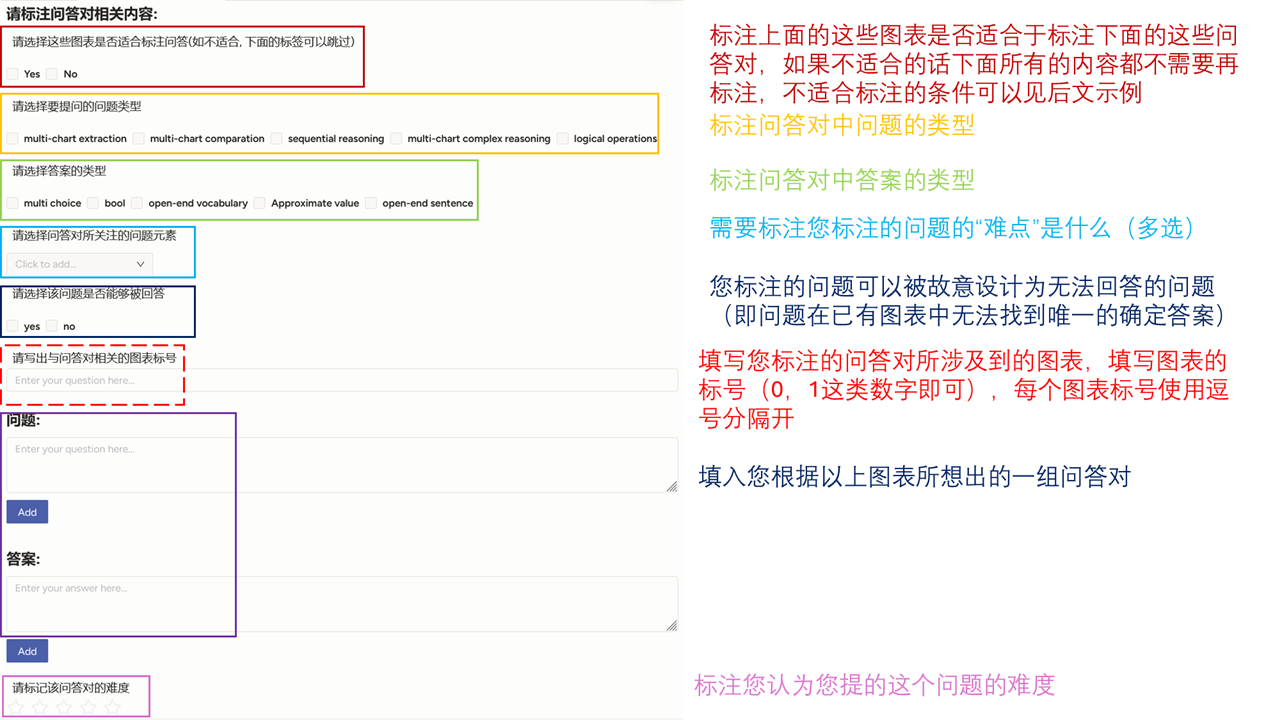 请标注问答对相关内容:
请选择这些图表是否适合标注问答(如不适合, 下面的标签可以跳过)
Yes No
请选择要提问的问题类型
multi-chart extraction multi-chart comparation sequential reasoning multi-chart complex reasoning logical operations
请选择答案的类型
multi choice bool open-end vocabulary Approximate value open-end sentence
请选择问答对所关注的问题元素
Click to add...
请选择该问题是否能够被回答
yes no
请写出与问答对相关的图表标号
Enter your question here...
问题:
Enter your question here...
Add
答案:
Enter your answer here...
Add
请标记该问答对的难度
标注上面的这些图表是否适合于标注下面的这些问
答对，如果不适合的话下面所有的内容都不需要再
标注，不适合标注的条件可以见后文示例
标注问答对中问题的类型
标注问答对中答案的类型
需要标注您标注的问题的“难点”是什么（多选）
您标注的问题可以被故意设计为无法回答的问题
（即问题在已有图表中无法找到唯一的确定答案）
填写您标注的问答对所涉及到的图表，填写图表的
标号（0，1这类数字即可），每个图表标号使用逗
号分隔开
填入您根据以上图表所想出的一组问答对
标注您认为您提的这个问题的难度